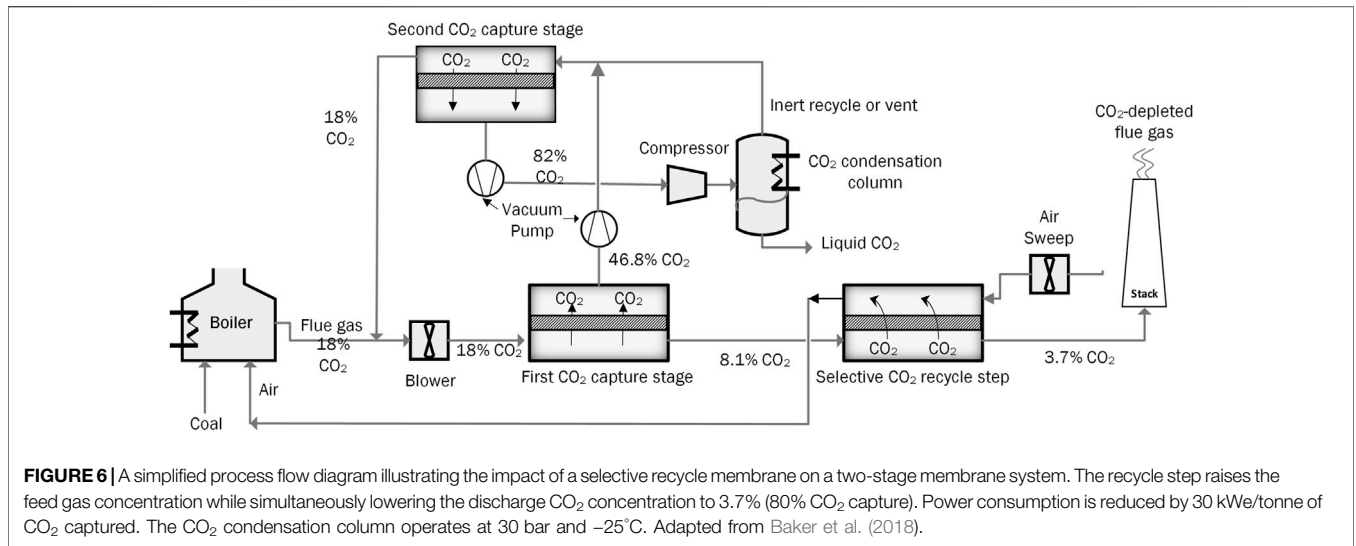 Second CO₂ capture stage
CO₂ CO₂
18%
CO₂
Inert recycle or vent
CO₂-depleted
flue gas
82%
CO₂
Compressor
CO₂ condensation
column
Vacuum
Pump
Liquid CO₂
Air
Sweep
46.8% CO₂
Stack
CO₂ CO₂
Boiler
Flue gas
18%
CO₂
18% CO₂
8.1% CO₂
CO₂ CO₂
3.7% CO₂
Blower
First CO₂ capture stage
Selective CO₂ recycle step
Air
Coal
FIGURE 6 | A simplified process flow diagram illustrating the impact of a selective recycle membrane on a two-stage membrane system. The recycle step raises the
feed gas concentration while simultaneously lowering the discharge CO₂ concentration to 3.7% (80% CO₂ capture). Power consumption is reduced by 30 kWe/tonne of
CO₂ captured. The CO₂ condensation column operates at 30 bar and −25°C. Adapted from Baker et al. (2018).